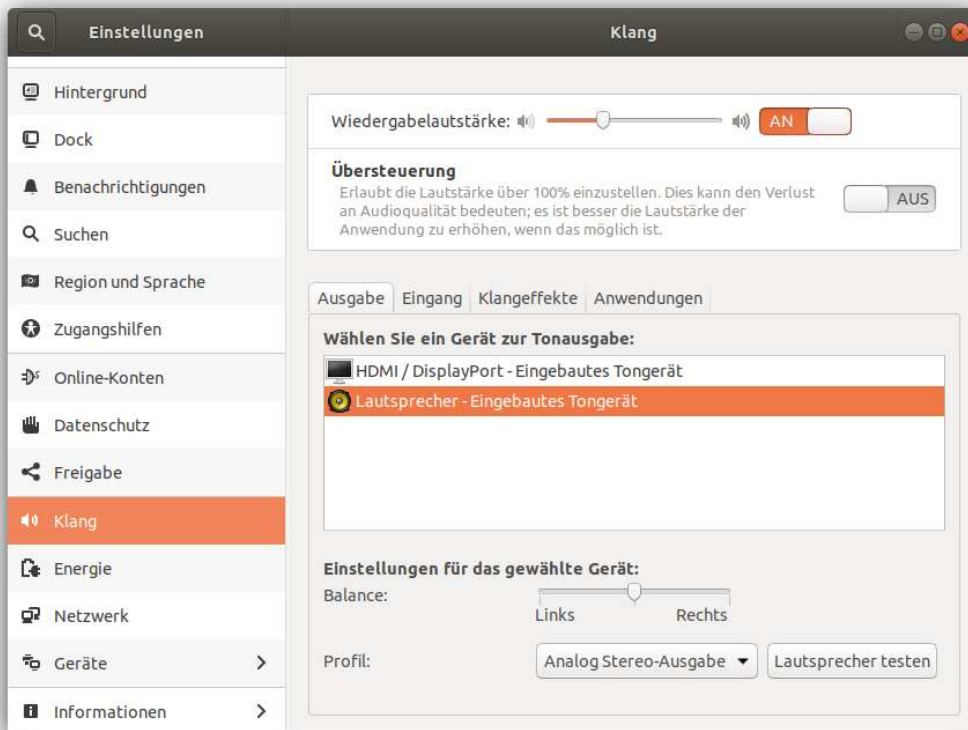 Einstellungen
Klang
Hintergrund
Dock
Benachrichtigungen
Suchen
Region und Sprache
Zugangshilfen
Online-Konten
Datenschutz
Freigabe
Klang
Energie
Netzwerk
Geräte
Informationen
Wiedergabelautstärke:
AN
Übersteuerung
Erlaubt die Lautstärke über 100% einzustellen. Dies kann den Verlust
an Audioqualität bedeuten; es ist besser die Lautstärke der
Anwendung zu erhöhen, wenn das möglich ist.
AUS
Ausgabe Eingang Klangeffekte Anwendungen
Wählen Sie ein Gerät zur Tonausgabe:
HDMI / DisplayPort - Eingebautes Tongerät
Lautsprecher - Eingebautes Tongerät
Einstellungen für das gewählte Gerät:
Balance:
Links Rechts
Profil: Analog Stereo-Ausgabe Lautsprecher testen